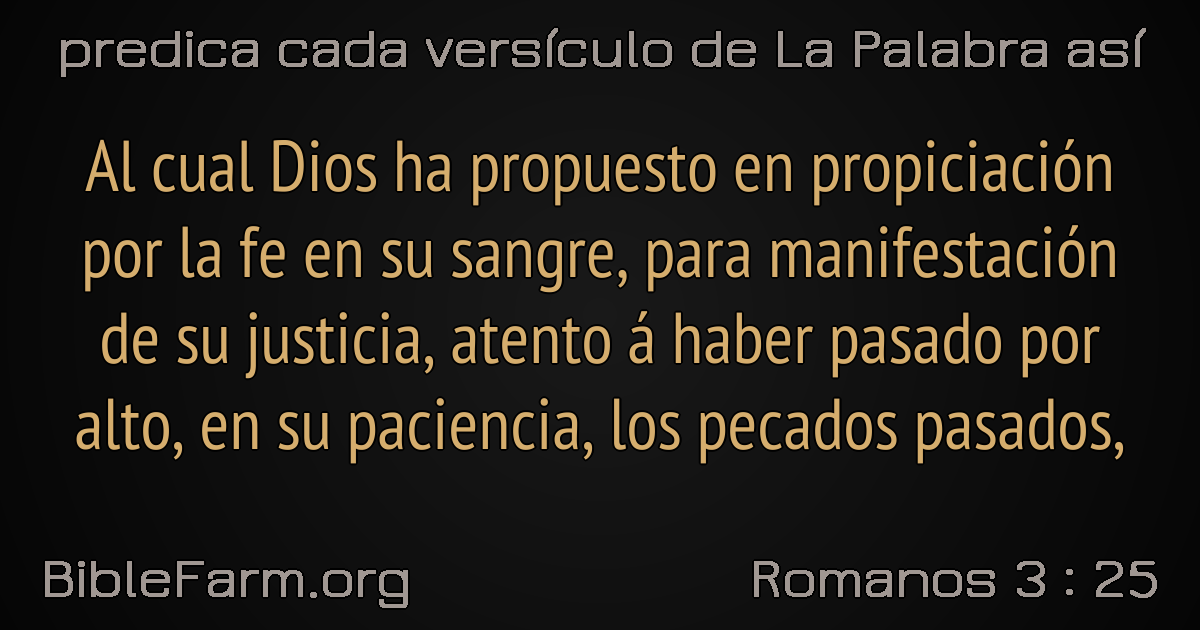 predica cada versículo de La Palabra así
Al cual Dios ha propuesto en propiciación
por la fe en su sangre, para manifestación
de su justicia, atento á haber pasado por
alto, en su paciencia, los pecados pasados,
BibleFarm.org
Romanos 3 : 25